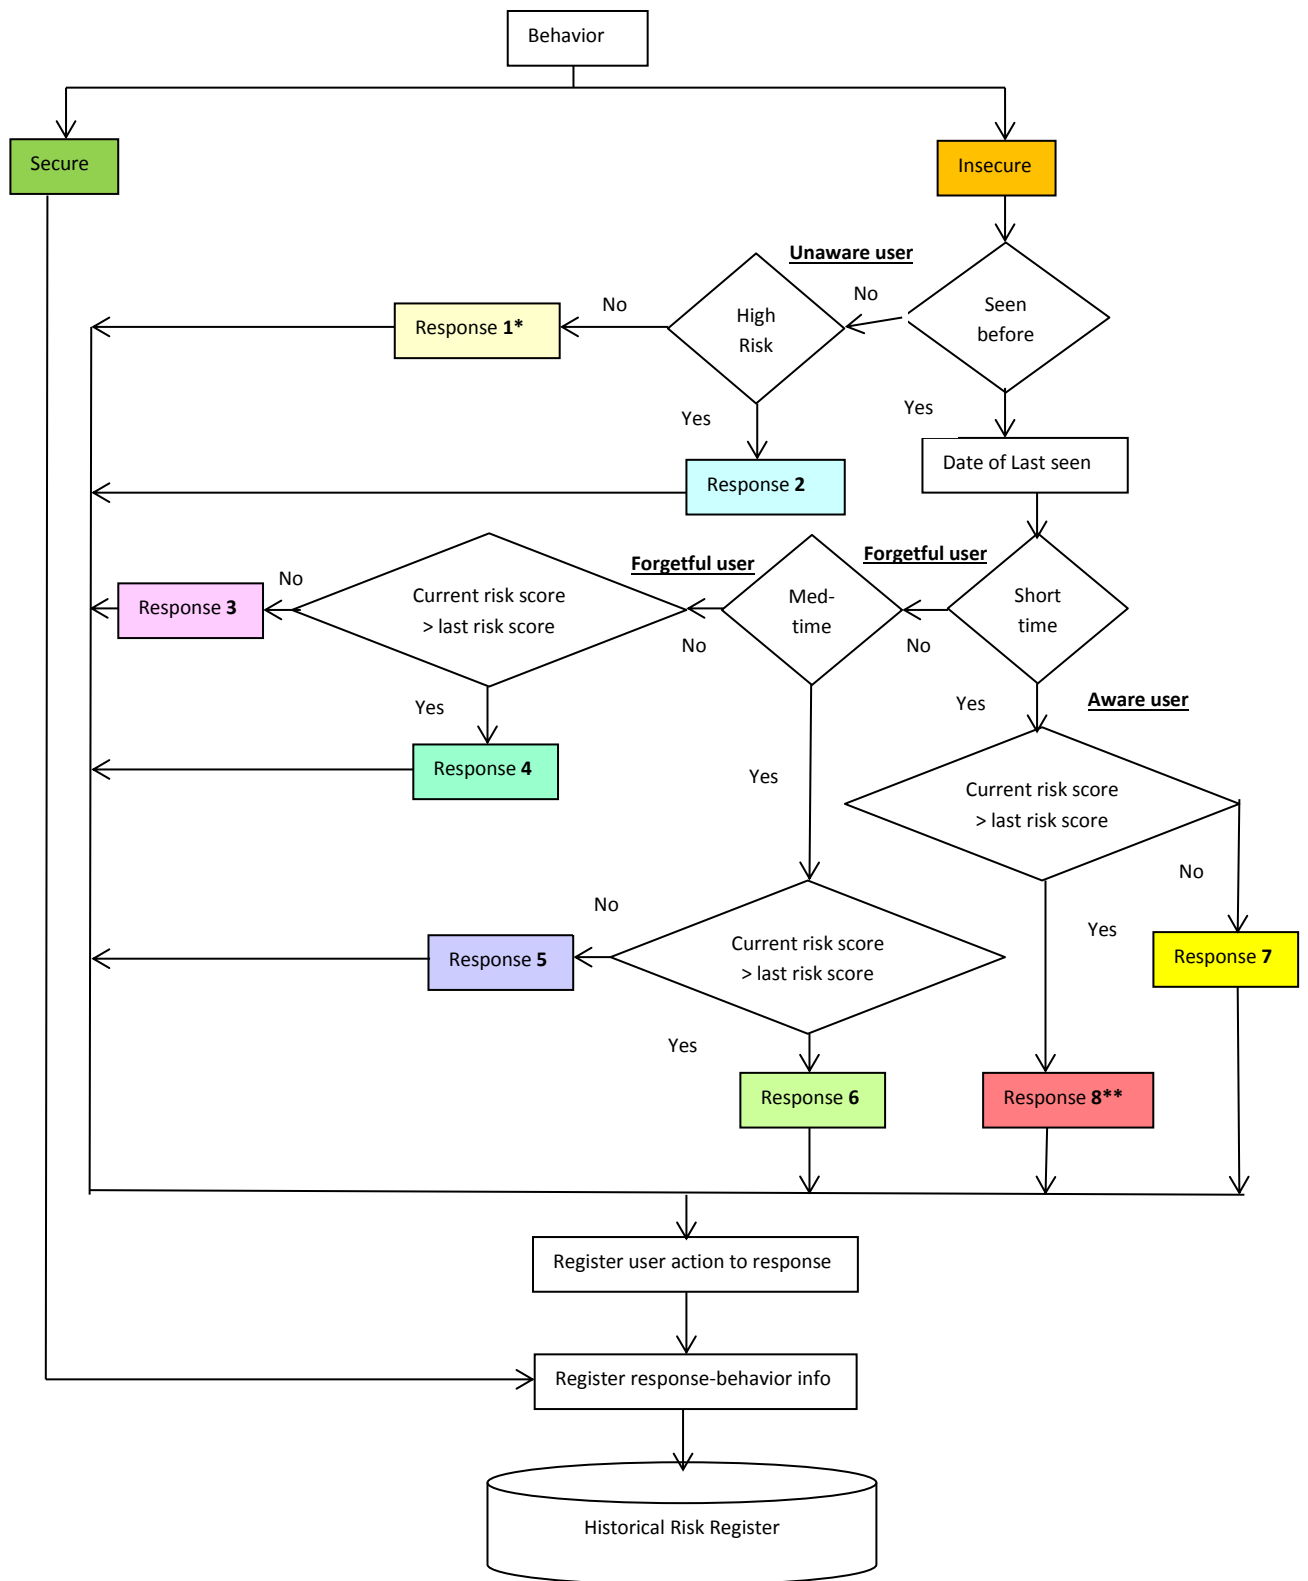 Behavior
Secure
Insecure
Unaware user
No
No
High
Risk
Seen
before
Response 1*
Yes
Yes
Date of Last seen
Response 2
Forgetful user
Forgetful user
No
Current risk score
> last risk score
Med-
time
Short
time
Response 3
No
No
Yes
Yes
Aware user
Response 4
Yes
Current risk score
> last risk score
No
No
Yes
Current risk score
> last risk score
Response 5
Response 7
Yes
Response 6
Response 8**
Register user action to response
Register response-behavior info
Historical Risk Register